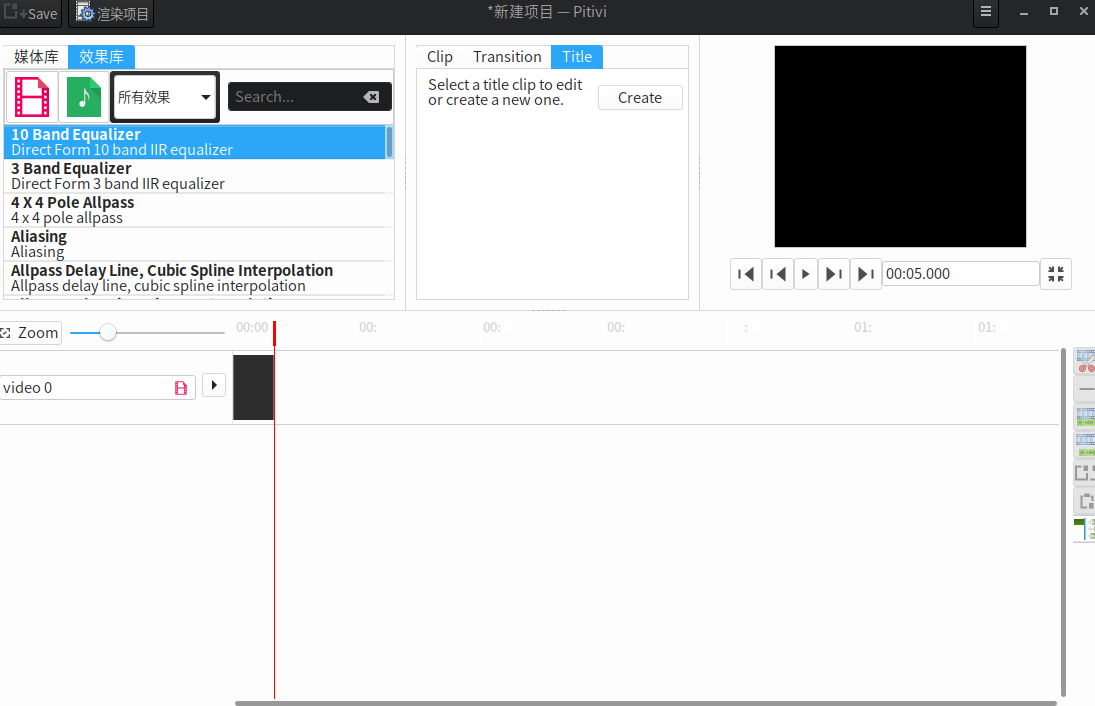 Save
渲染项目
*新建项目 — Pitivi
媒体库
效果库
所有效果
Search...
10 Band Equalizer
Direct Form 10 band IIR equalizer
3 Band Equalizer
Direct Form 3 band IIR equalizer
4 X 4 Pole Allpass
4 x 4 pole allpass
Aliasing
Aliasing
Allpass Delay Line, Cubic Spline Interpolation
Allpass delay line, cubic spline interpolation
Clip
Transition
Title
Select a title clip to edit
or create a new one.
Create
00:05.000
Zoom
00:00
00:
00:
00:
:
01:
01:
video 0